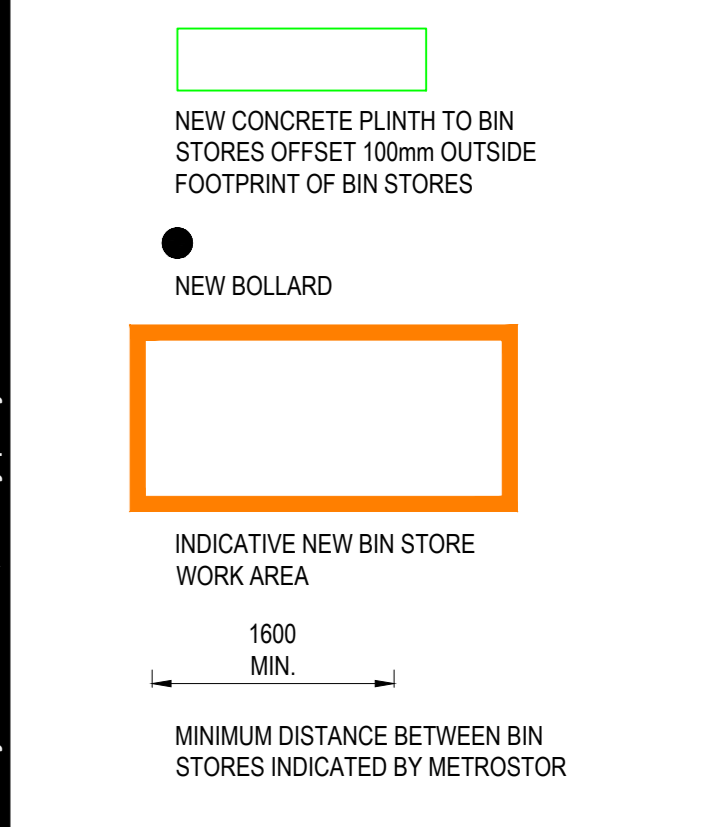 NEW CONCRETE PLINTH TO BIN
STORES OFFSET 100mm OUTSIDE
FOOTPRINT OF BIN STORES
NEW BOLLARD
INDICATIVE NEW BIN STORE
WORK AREA
1600
MIN.
MINIMUM DISTANCE BETWEEN BIN
STORES INDICATED BY METROSTOR